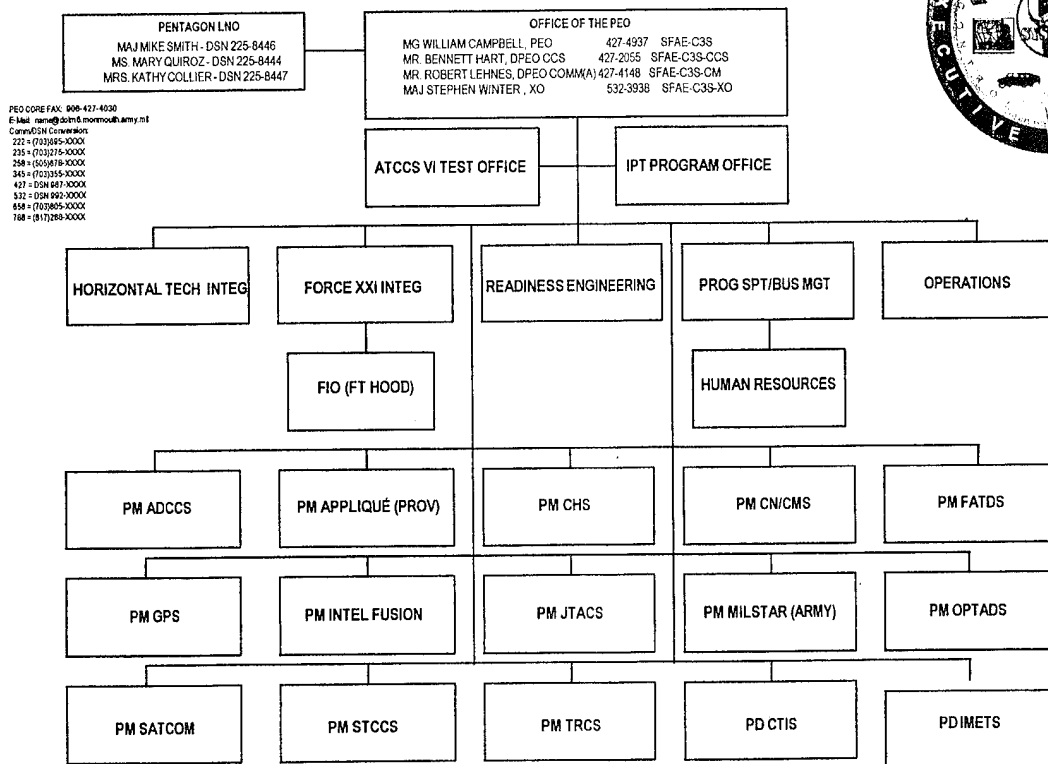 PENTAGON LNO
MAJ MIKE SMITH - DSN 225-8446
MS. MARY QUIROZ - DSN 225-8444
MRS. KATHY COLLIER - DSN 225-8447
OFFICE OF THE PEO
MG WILLIAM CAMPBELL, PEO 427-4937 SFAE-C3S
MR. BENNETT HART, DPEO CCS 427-2055 SFAE-C3S-CCS
MR. ROBERT LEHNES, DPEO COMM(A) 427-4148 SFAE-C3S-CM
MAJ STEPHEN WINTER , XO 532-3938 SFAE-C3S-XO
XECUTIVE
CONTRO
PEO CORE FAX: 908-427-4030
E-Mail: name@doim6.monmouth.army.mil
Comm/DSN Conversion:
222 = (703)695-XXXX
235 = (703)275-XXXX
258 = (505)678-XXXX
345 = (703)355-XXXX
427 = DSN 987-XXXX
532 = DSN 992-XXXX
658 = (703)805-XXXX
788 = (817)288-XXXX
ATCCS VI TEST OFFICE
IPT PROGRAM OFFICE
HORIZONTAL TECH INTEG
FORCE XXI INTEG
READINESS ENGINEERING
PROG SPT/BUS MGT
OPERATIONS
FIO (FT HOOD)
HUMAN RESOURCES
PM ADCCS
PM APPLIQUÉ (PROV)
PM CHS
PM CN/CMS
PM FATDS
PM GPS
PM INTEL FUSION
PM JTACS
PM MILSTAR (ARMY)
PM OPTADS
PM SATCOM
PM STCCS
PM TRCS
PD CTIS
PD IMETS